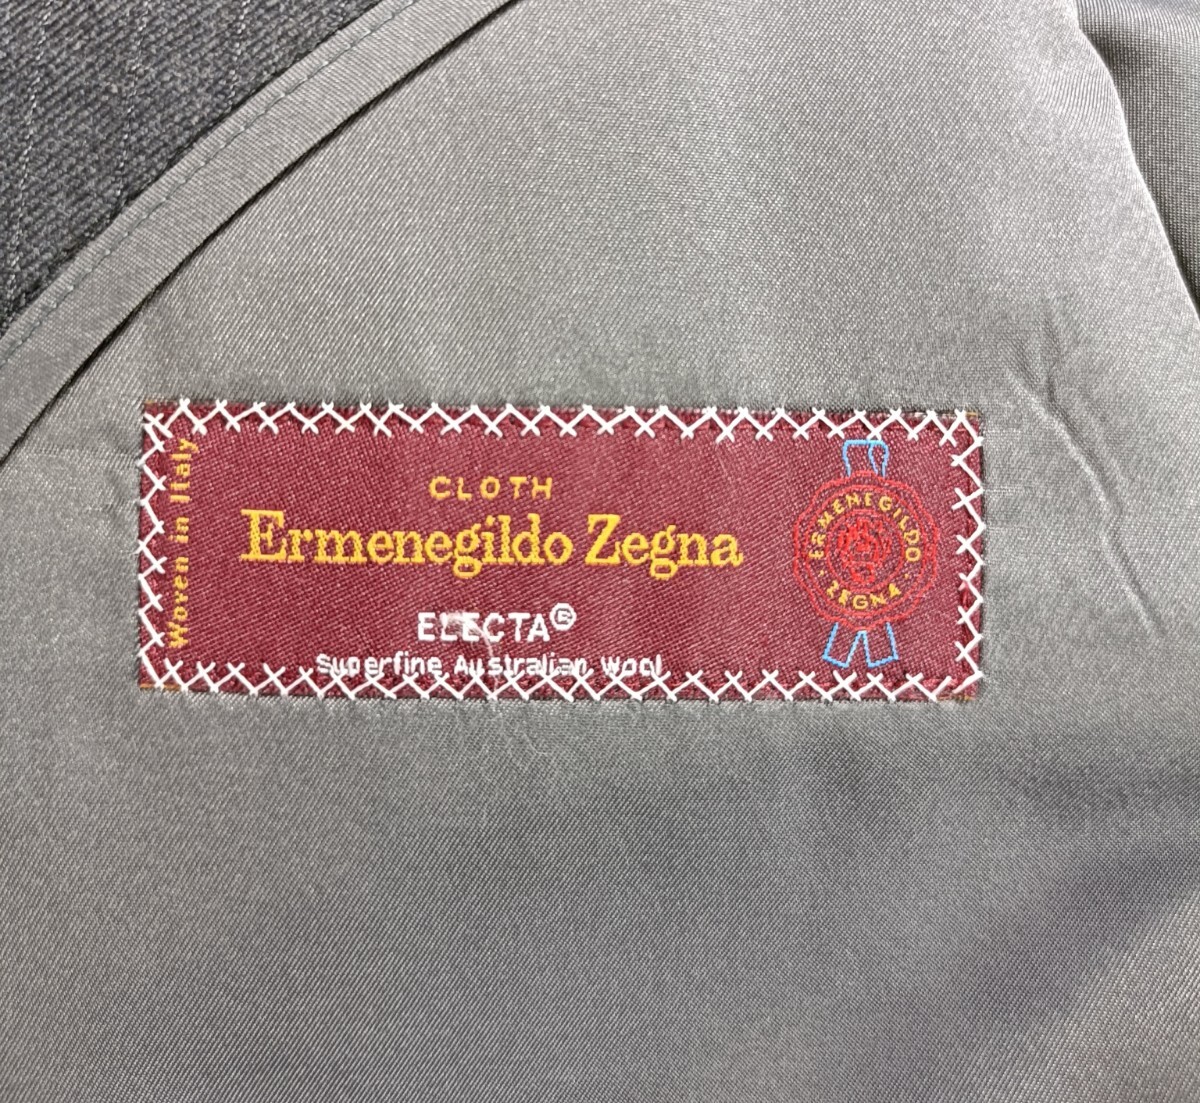 Woven in Italy
CLOTH
Ermenegildo Zegna
ELECTA®
Superfine Australian Wool
ERMENEGILDO
· ZEGNA ·